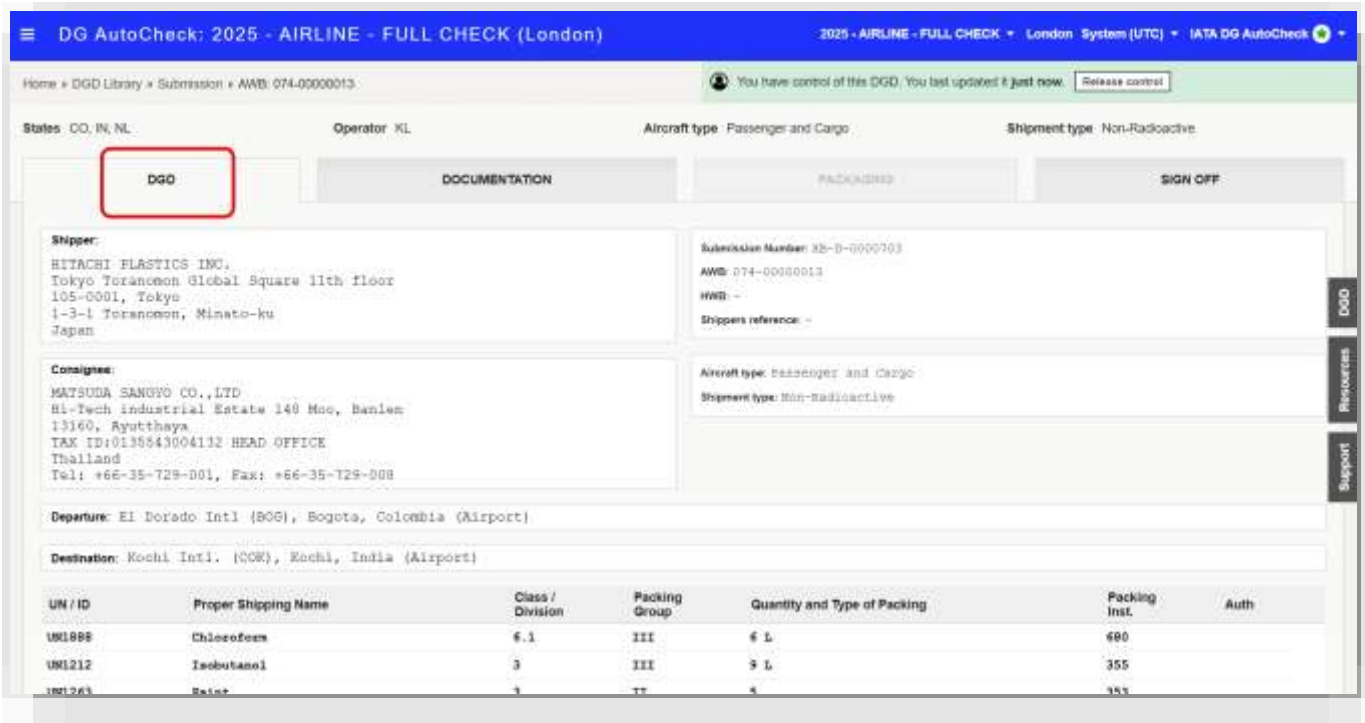 DG AutoCheck: 2025 - AIRLINE - FULL CHECK (London)
2025 - AIRLINE - FULL CHECK London System (UTC) IATA DG AutoCheck
Home » DGD Library » Submission » AWB: 074-00000013
You have control of this DGD. You last updated it just now. Release control
States CO, IN, NL Operator KL Aircraft type Passenger and Cargo Shipment type Non-Radioactive
DGD DOCUMENTATION PACKAGING SIGN OFF
Shipper:
HITACHI PLASTICS INC.
Tokyo Toranomon Global Square 11th floor
105-0001, Tokyo
1-3-1 Toranomon, Minato-ku
Japan
Submission Number: XB-D-0000703
AWB: 074-00000013
HWB: -
Shippers reference: -
Consignee:
MATSUDA SANGYO CO.,LTD
Hi-Tech industrial Estate 148 Moo, Banlen
13160, Ayutthaya
TAX ID:0135543004132 HEAD OFFICE
Thailand
Tel: +66-35-729-001, Fax: +66-35-729-008
Aircraft type: Passenger and Cargo
Shipment type: Non-Radioactive
DGD
Resources
Support
Departure: El Dorado Intl (BOG), Bogota, Colombia (Airport)
Destination: Kochi Intl. (COK), Kochi, India (Airport)
UN / ID Proper Shipping Name Class / Division Packing Group Quantity and Type of Packing Packing Inst. Auth
UN1888 Chloroform 6.1 III 6 L 680
UN1212 Isobutanol 3 III 9 L 355
UN1263 Paint 3 II 5 353